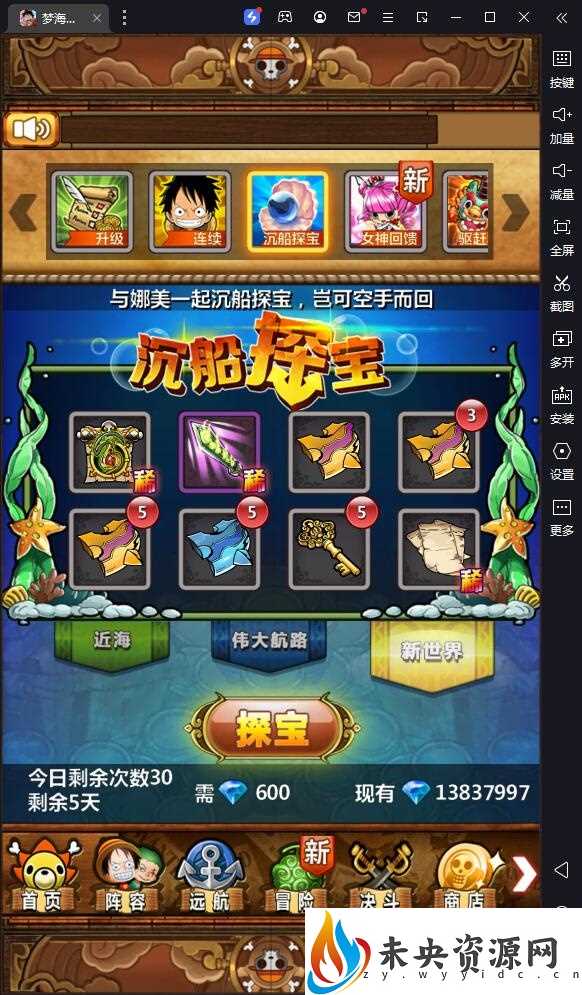 梦海...
按键
加量
减量
全屏
截图
多开
APK
安装
设置
更多
新
升级
连续
沉船探宝
女神回馈
驱赶
与娜美一起沉船探宝，岂可空手而回
沉船探宝
稀
稀
3
5
5
5
稀
近海
伟大航路
新世界
探宝
今日剩余次数30
剩余5天
需
600
现有
13837997
新
首页
阵容
远航
冒险
决斗
商店
未央资源网
zy.wyyidc.cn